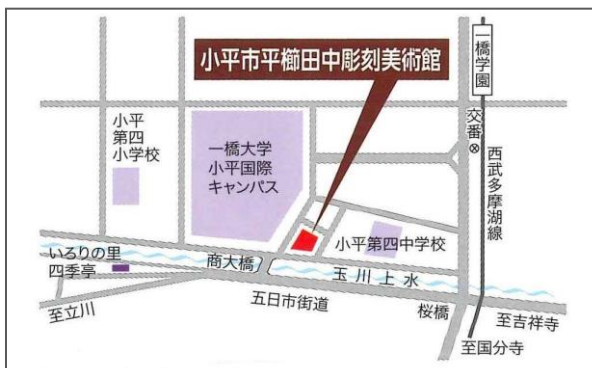 小平市平櫛田中彫刻美術館
一橋学園
小平
第四
小学校
一橋大学
小平国際
キャンパス
交番
西武多摩湖線
小平第四中学校
いろりの里
四季亭
商大橋
玉川上水
五日市街道
桜橋
至立川
至吉祥寺
至国分寺